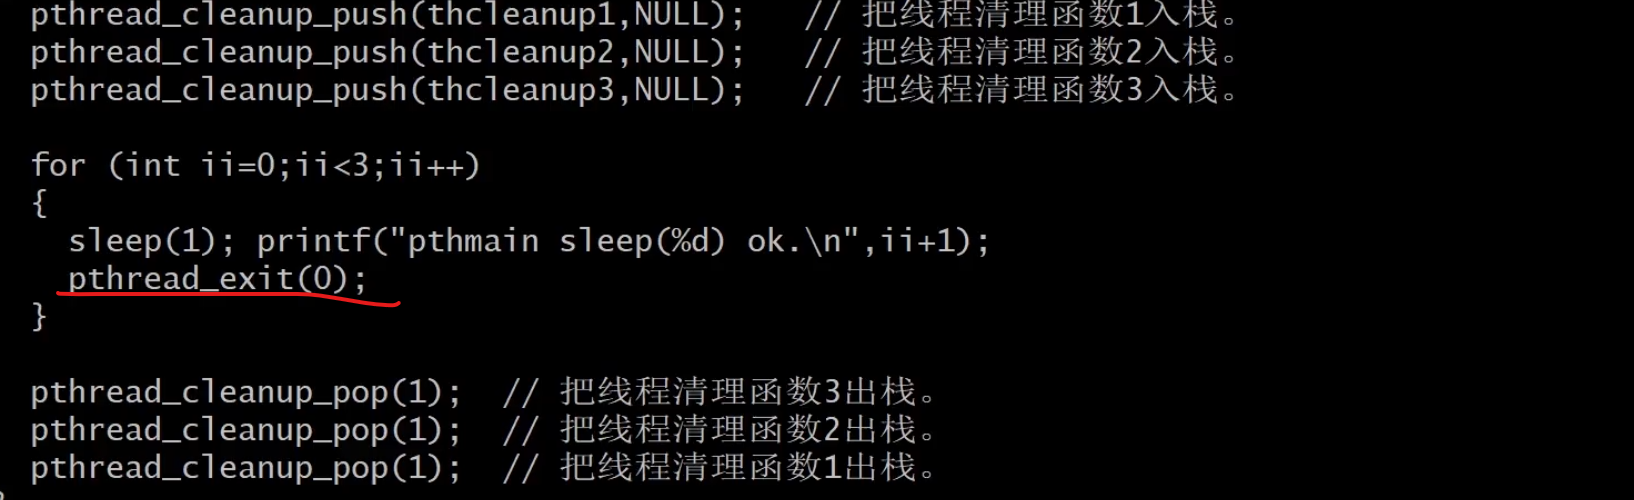 pthread_cleanup_push(thcleanup1,NULL);   // 把线程清理函数1入栈。
pthread_cleanup_push(thcleanup2,NULL);   // 把线程清理函数2入栈。
pthread_cleanup_push(thcleanup3,NULL);   // 把线程清理函数3入栈。
for (int ii=0;ii<3;ii++)
{
  sleep(1); printf("pthmain sleep(%d) ok.\n",ii+1);
  pthread_exit(0);
}
pthread_cleanup_pop(1);  // 把线程清理函数3出栈。
pthread_cleanup_pop(1);  // 把线程清理函数2出栈。
pthread_cleanup_pop(1);  // 把线程清理函数1出栈。